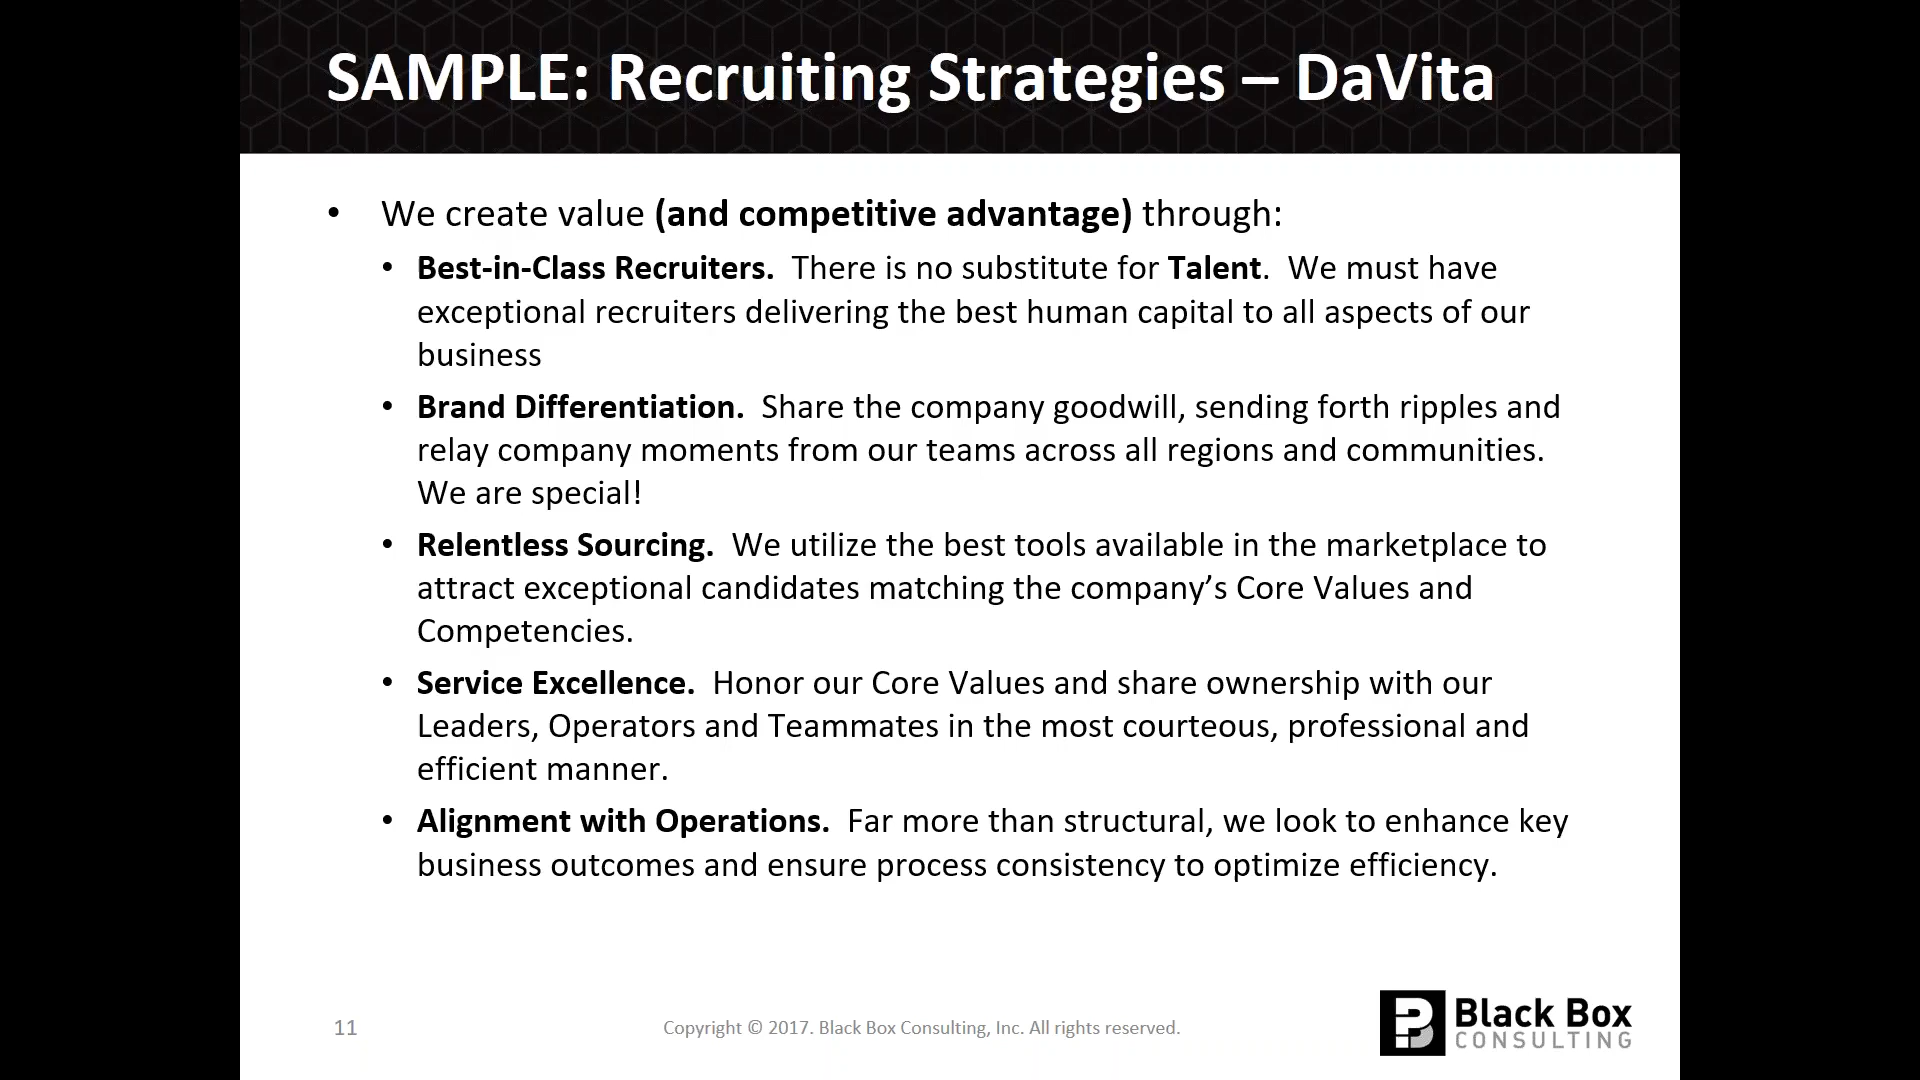 SAMPLE: Recruiting Strategies – DaVita
• We create value (and competitive advantage) through:
• Best-in-Class Recruiters.  There is no substitute for Talent.  We must have
exceptional recruiters delivering the best human capital to all aspects of our
business
• Brand Differentiation.  Share the company goodwill, sending forth ripples and
relay company moments from our teams across all regions and communities.
We are special!
• Relentless Sourcing.  We utilize the best tools available in the marketplace to
attract exceptional candidates matching the company’s Core Values and
Competencies.
• Service Excellence.  Honor our Core Values and share ownership with our
Leaders, Operators and Teammates in the most courteous, professional and
efficient manner.
• Alignment with Operations.  Far more than structural, we look to enhance key
business outcomes and ensure process consistency to optimize efficiency.
11
Copyright © 2017. Black Box Consulting, Inc. All rights reserved.
Black Box
CONSULTING